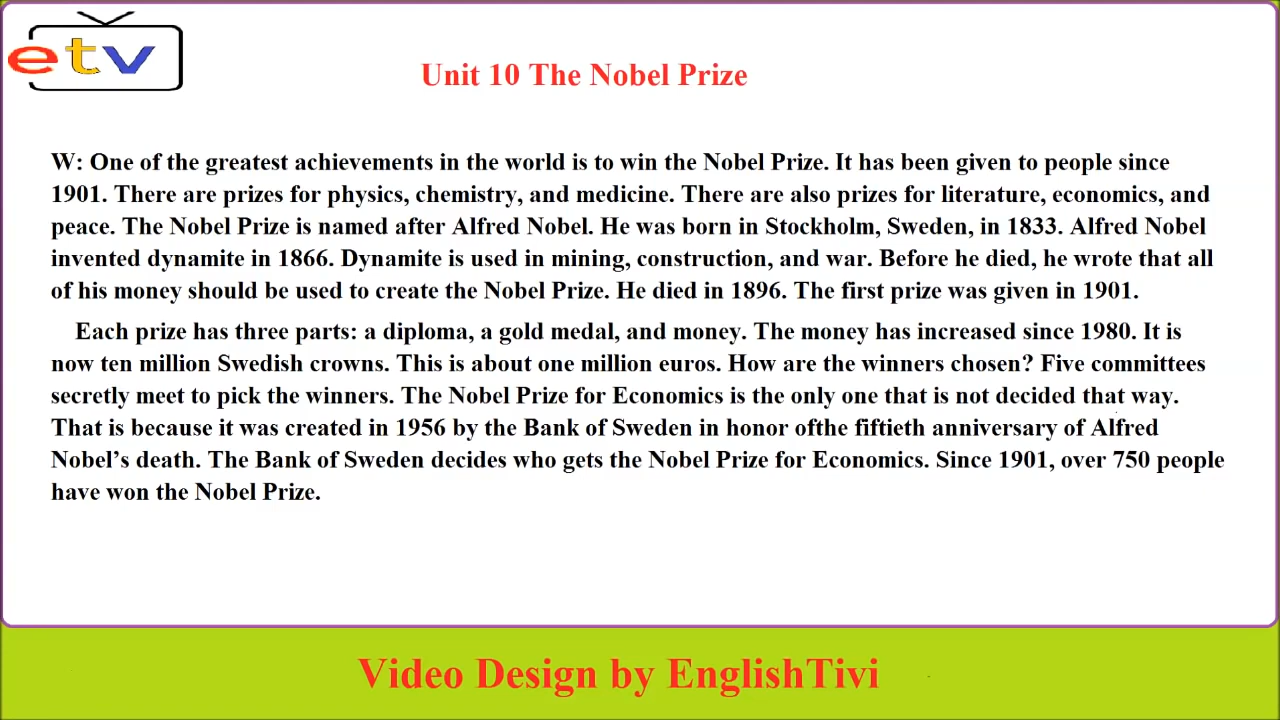 etv
Unit 10 The Nobel Prize
W: One of the greatest achievements in the world is to win the Nobel Prize. It has been given to people since
1901. There are prizes for physics, chemistry, and medicine. There are also prizes for literature, economics, and
peace. The Nobel Prize is named after Alfred Nobel. He was born in Stockholm, Sweden, in 1833. Alfred Nobel
invented dynamite in 1866. Dynamite is used in mining, construction, and war. Before he died, he wrote that all
of his money should be used to create the Nobel Prize. He died in 1896. The first prize was given in 1901.
Each prize has three parts: a diploma, a gold medal, and money. The money has increased since 1980. It is
now ten million Swedish crowns. This is about one million euros. How are the winners chosen? Five committees
secretly meet to pick the winners. The Nobel Prize for Economics is the only one that is not decided that way.
That is because it was created in 1956 by the Bank of Sweden in honor ofthe fiftieth anniversary of Alfred
Nobel’s death. The Bank of Sweden decides who gets the Nobel Prize for Economics. Since 1901, over 750 people
have won the Nobel Prize.
Video Design by EnglishTivi